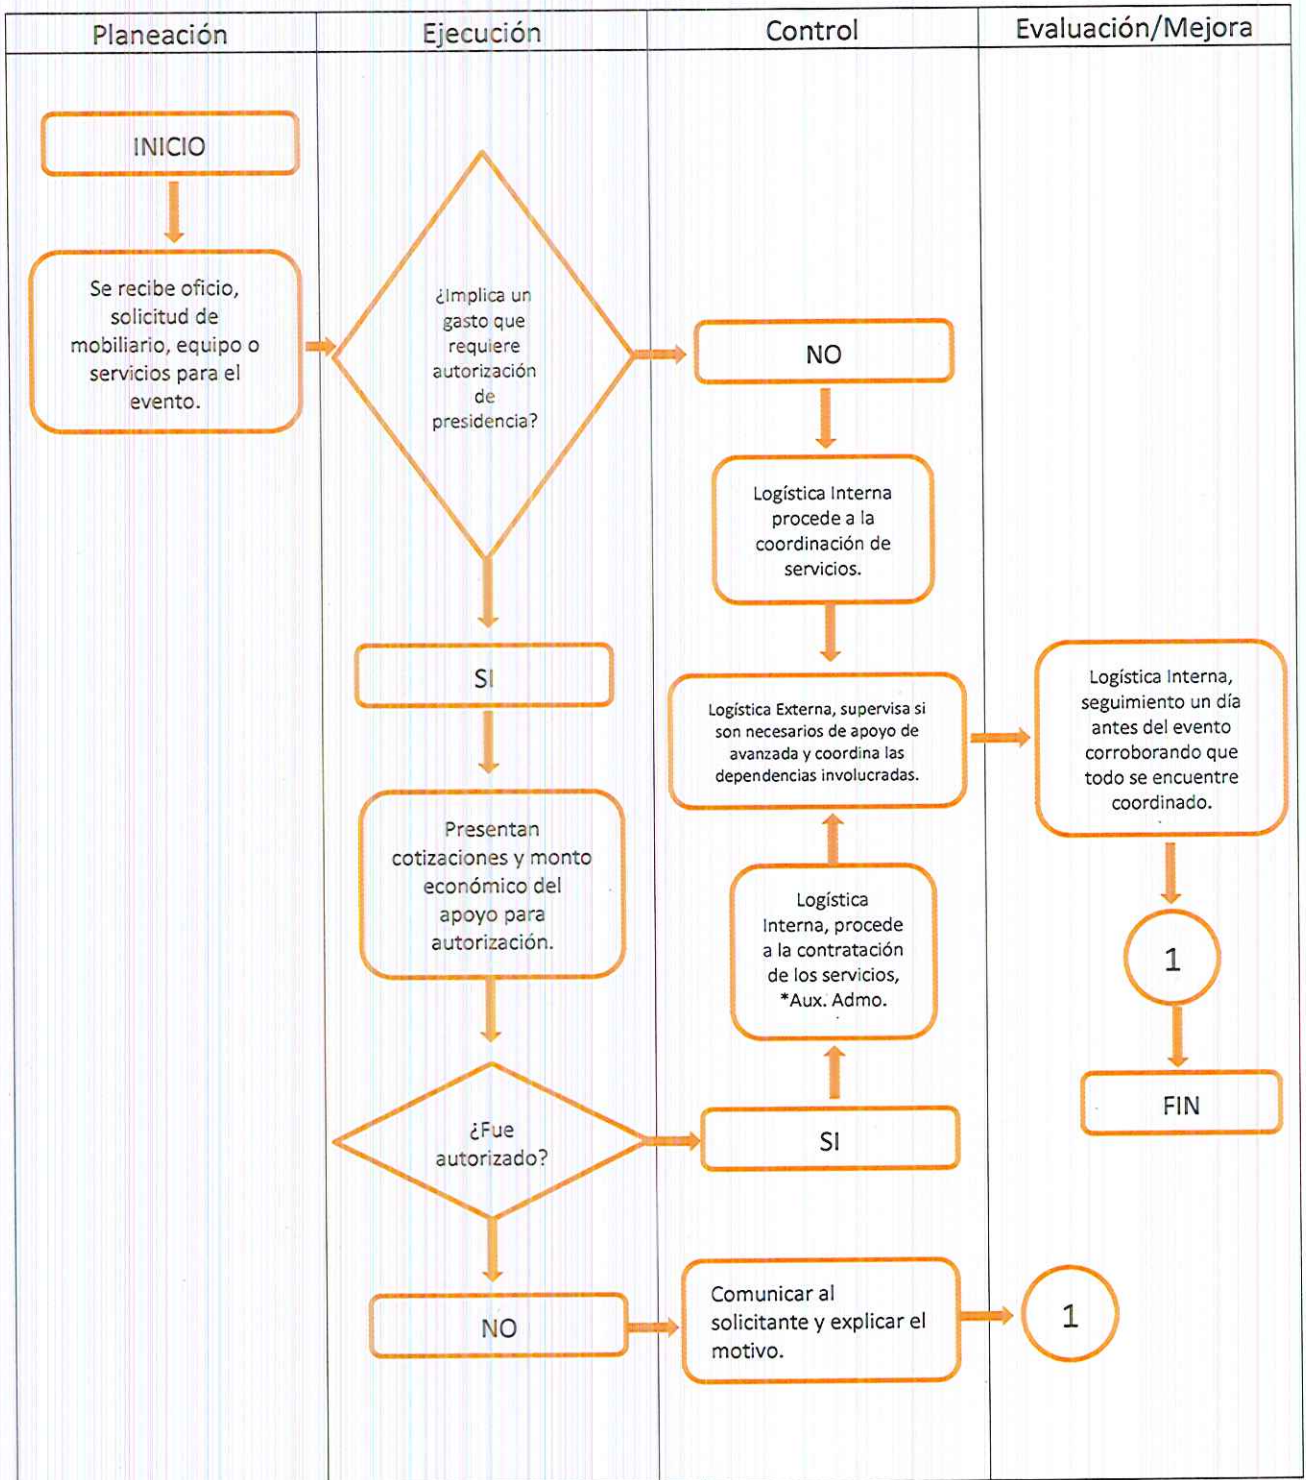 Planeación
Ejecución
Control
Evaluación/Mejora
INICIO
Se recibe oficio,
solicitud de
mobiliario, equipo o
servicios para el
evento.
¿Implica un
gasto que
requiere
autorización
de
presidencia?
NO
Logística Interna
procede a la
coordinación de
servicios.
SI
Logística Externa, supervisa si
son necesarios de apoyo de
avanzada y coordina las
dependencias involucradas.
Logística Interna,
seguimiento un día
antes del evento
corroborando que
todo se encuentre
coordinado.
Presentan
cotizaciones y monto
económico del
apoyo para
autorización.
Logística
Interna, procede
a la contratación
de los servicios,
*Aux. Admo.
1
FIN
¿Fue
autorizado?
SI
NO
Comunicar al
solicitante y explicar el
motivo.
1